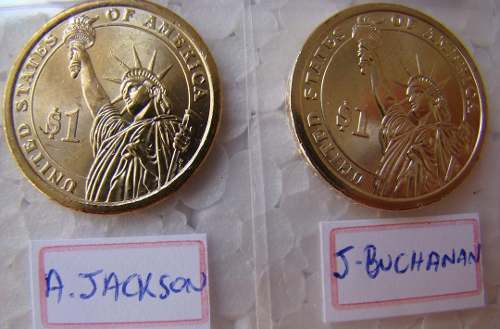 UNITED STATES OF AMERICA
$1
UNITED STATES OF AMERICA
$1
A. JACKSON
J-BUCHANAN